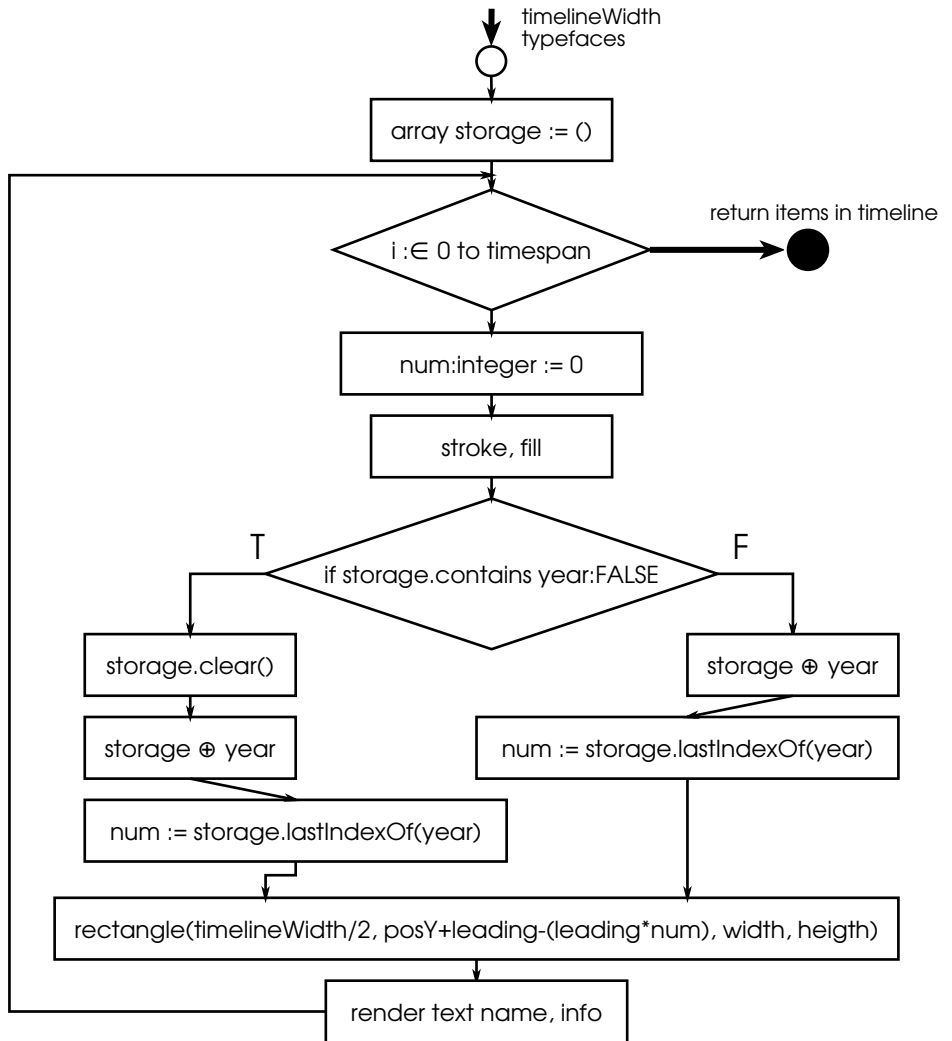 timelineWidth
typefaces
array storage := ()
return items in timeline
i :∈ 0 to timespan
num:integer := 0
stroke, fill
T
F
if storage.contains year:FALSE
storage.clear()
storage ⊕ year
storage ⊕ year
num := storage.lastIndexOf(year)
num := storage.lastIndexOf(year)
rectangle(timelineWidth/2, posY+leading-(leading*num), width, heigth)
render text name, info